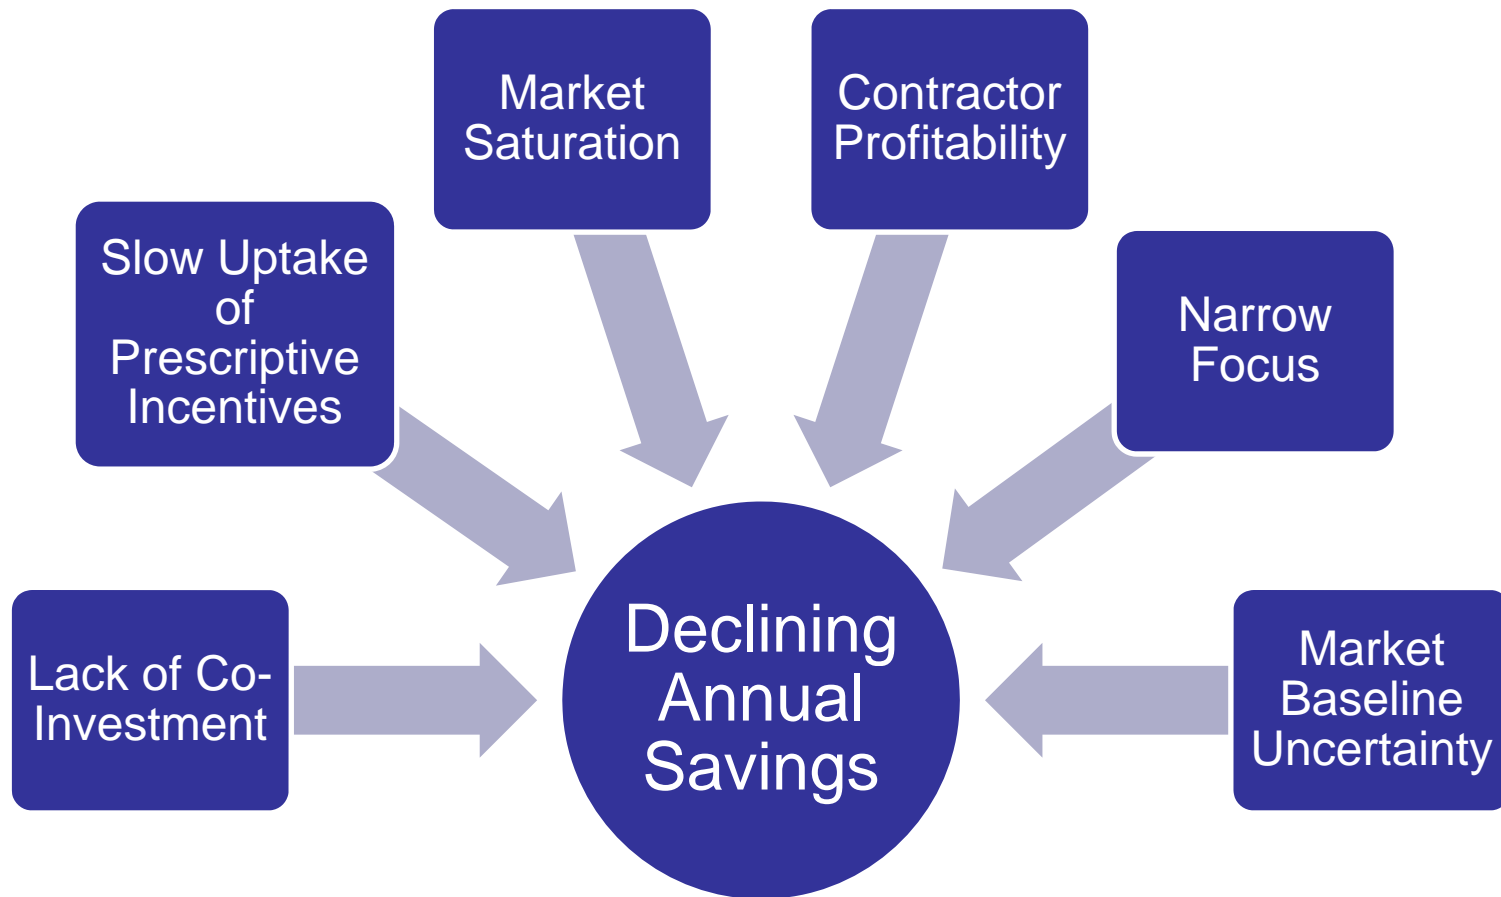 Market
Saturation
Contractor
Profitability
Slow Uptake
of
Prescriptive
Incentives
Narrow
Focus
Lack of Co-
Investment
Declining
Annual
Savings
Market
Baseline
Uncertainty